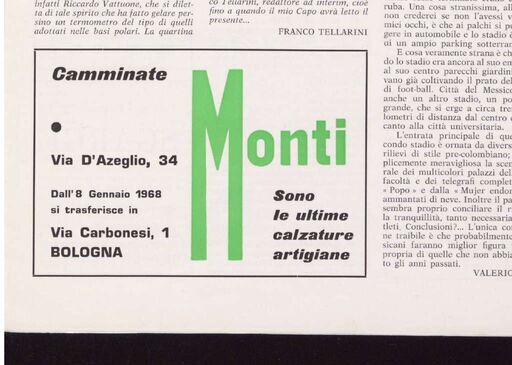 infatti Riccardo Vattuone, che si dilet-
ta di tale spirito che ha fatto gelare per-
sino un termometro del tipo di quelli
adottati nelle basi polari. La quartina
co Tellarini, redattore ad interim, cioè
fino a quando il mio Capo avrà letto il
presente...
FRANCO TELLARINI
Camminate
Monti
Via D'Azeglio, 34
Dall'8 Gennaio 1968
si trasferisce in
Via Carbonesi, 1
BOLOGNA
Sono
le ultime
calzature
artigiane
ruba. Una cosa stranissima, al
non crederei se non l'avessi v
miei occhi, è che ai palchi si p
gere in automobile e lo stadio è
di un ampio parking sotterran
E cosa veramente strana è ch
do lo stadio era ancora al suo em
al suo centro parecchi giardini
vano già coltivando il prato del
di foot-ball. Città del Messico
anche un altro stadio, un po
grande, che si erge a circa tre
lometri di distanza dal centro
canto alla città universitaria.
L'entrata principale di que
condo stadio è ornata da divers
rilievi di stile pre-colombiano;
plicemente meravigliosa la scen
rale dei multicolori palazzi del
facoltà e dei telegrafi complet
« Popo » e dalla « Mujer endor
ammantati di neve. Inoltre il pa
sembra proprio conciliare il r
la tranquillità, tanto necessaria
tleti. Conclusioni?... L'unica co
ne traibile è che probabilmente
sicani faranno miglior figura
propria di quelle che non abbia
to gli anni passati.
VALERIO